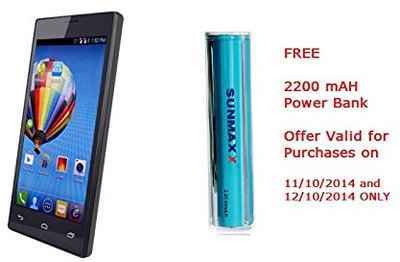 FREE
2200 mAH
Power Bank
Offer Valid for
Purchases on
11/10/2014 and
12/10/2014 ONLY
SUNMAXX